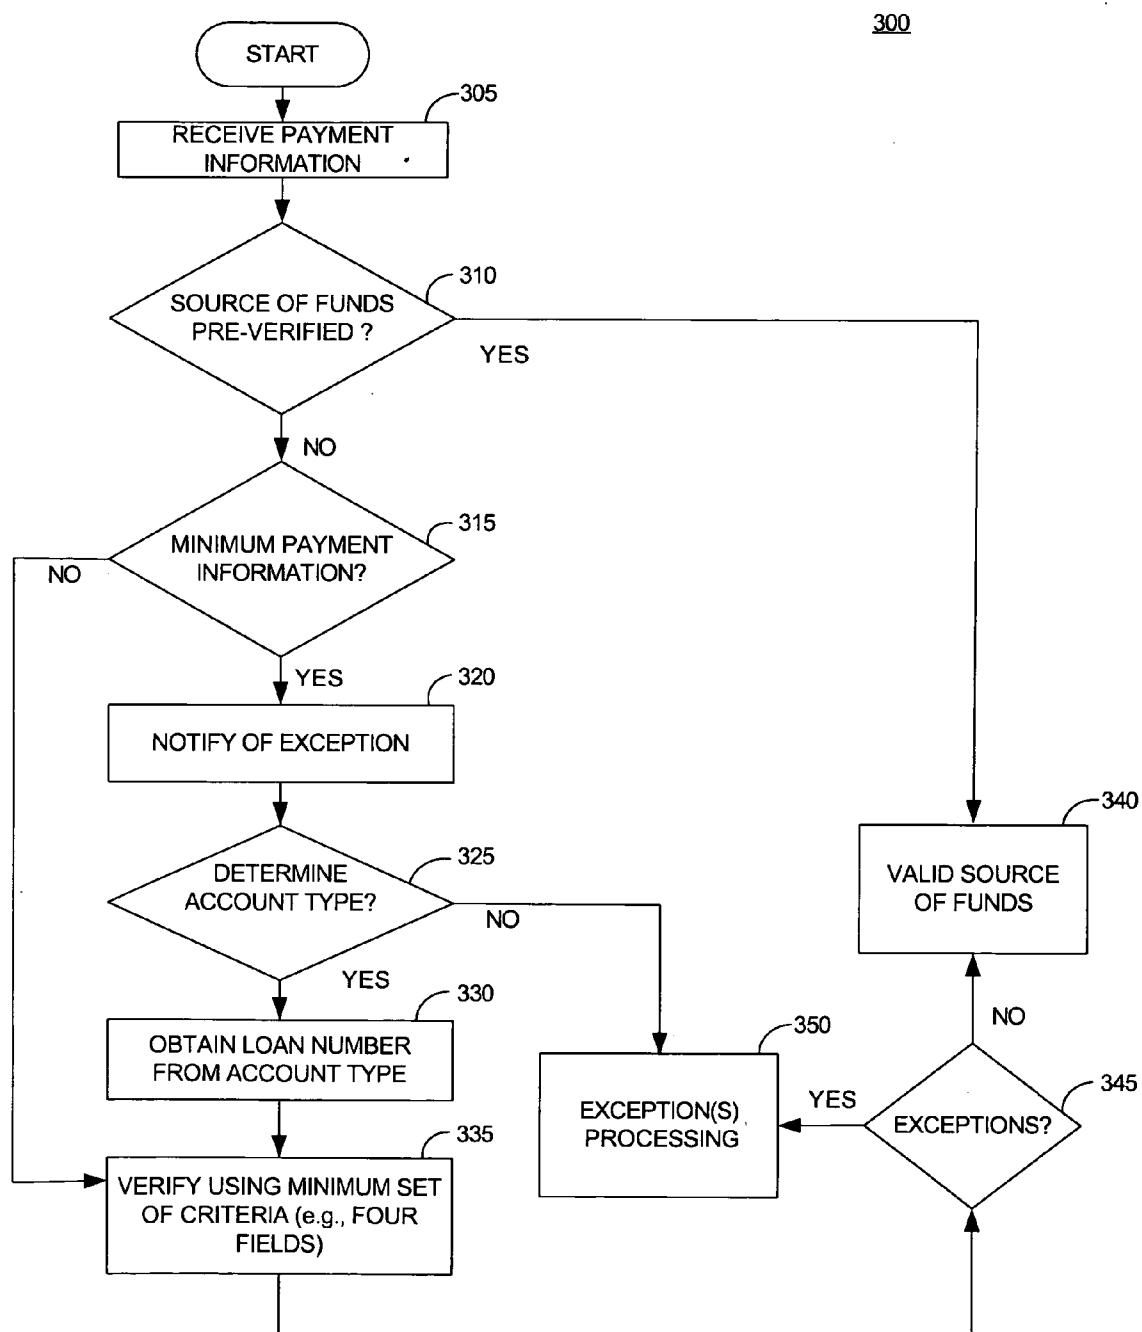 300
START
305
RECEIVE PAYMENT
INFORMATION
310
SOURCE OF FUNDS
PRE-VERIFIED ?
YES
NO
315
MINIMUM PAYMENT
INFORMATION?
NO
YES
320
NOTIFY OF EXCEPTION
325
DETERMINE
ACCOUNT TYPE?
NO
YES
330
OBTAIN LOAN NUMBER
FROM ACCOUNT TYPE
335
VERIFY USING MINIMUM SET
OF CRITERIA (e.g., FOUR
FIELDS)
340
VALID SOURCE
OF FUNDS
NO
345
EXCEPTIONS?
YES
350
EXCEPTION(S)
PROCESSING